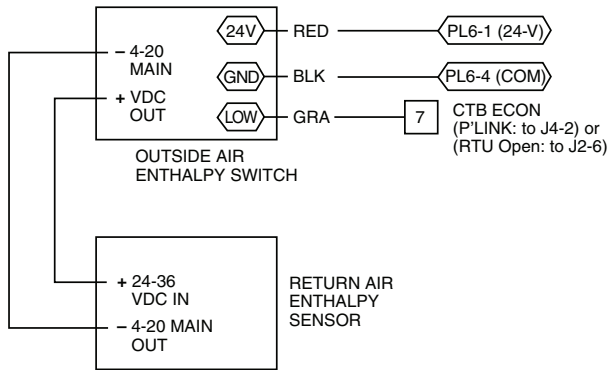 24V RED PL6-1 (24-V)
– 4-20
MAIN
GND BLK PL6-4 (COM)
+ VDC
OUT
LOW GRA 7 CTB ECON
(P'LINK: to J4-2) or
(RTU Open: to J2-6)
OUTSIDE AIR
ENTHALPY SWITCH
+ 24-36
VDC IN
– 4-20 MAIN
OUT
RETURN AIR
ENTHALPY
SENSOR